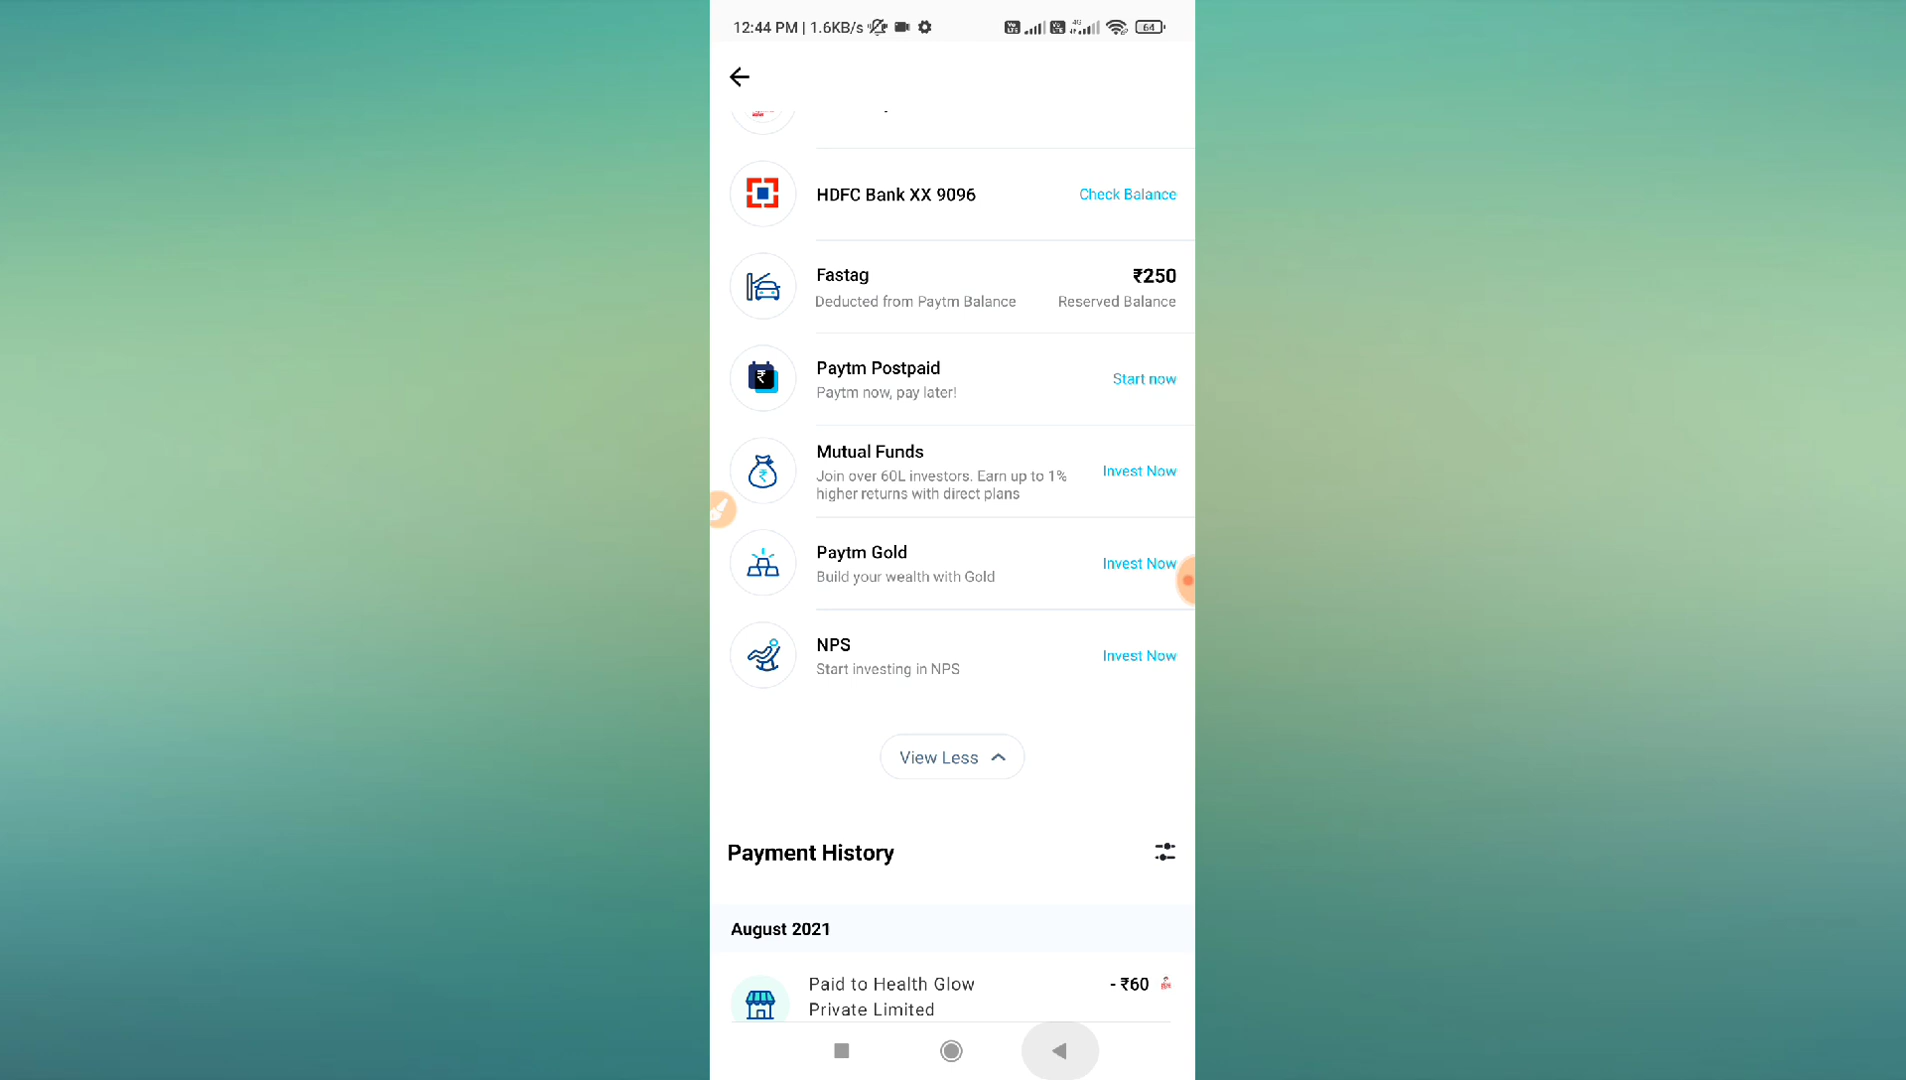 12:44 PM | 1.6KB/s
4G
64
HDFC Bank XX 9096
Check Balance
Fastag
₹250
Deducted from Paytm Balance
Reserved Balance
Paytm Postpaid
Start now
Paytm now, pay later!
Mutual Funds
Join over 60L investors. Earn up to 1%
Invest Now
higher returns with direct plans
Paytm Gold
Invest Now
Build your wealth with Gold
NPS
Invest Now
Start investing in NPS
View Less
Payment History
August 2021
Paid to Health Glow
- ₹60
Private Limited